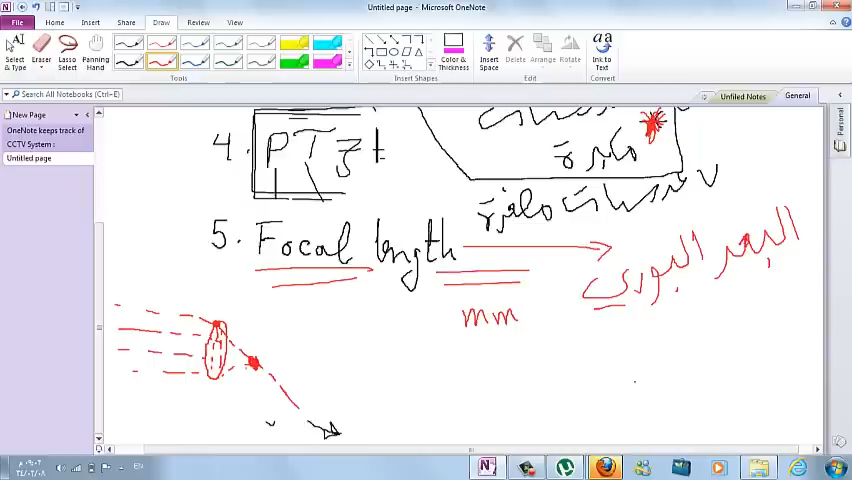 Untitled page - Microsoft OneNote
File Home Insert Share Draw Review View
Select & Type Eraser Lasso Select Panning Hand Color & Thickness Insert Space Delete Arrange Rotate Ink to Text
Tools Insert Shapes Edit Convert
Search All Notebooks (Ctrl+E) Unfiled Notes General
New Page
OneNote keeps track of
CCTV System :
Untitled page
Personal
4. PTZ
5. Focal length
البعد البوري
mm